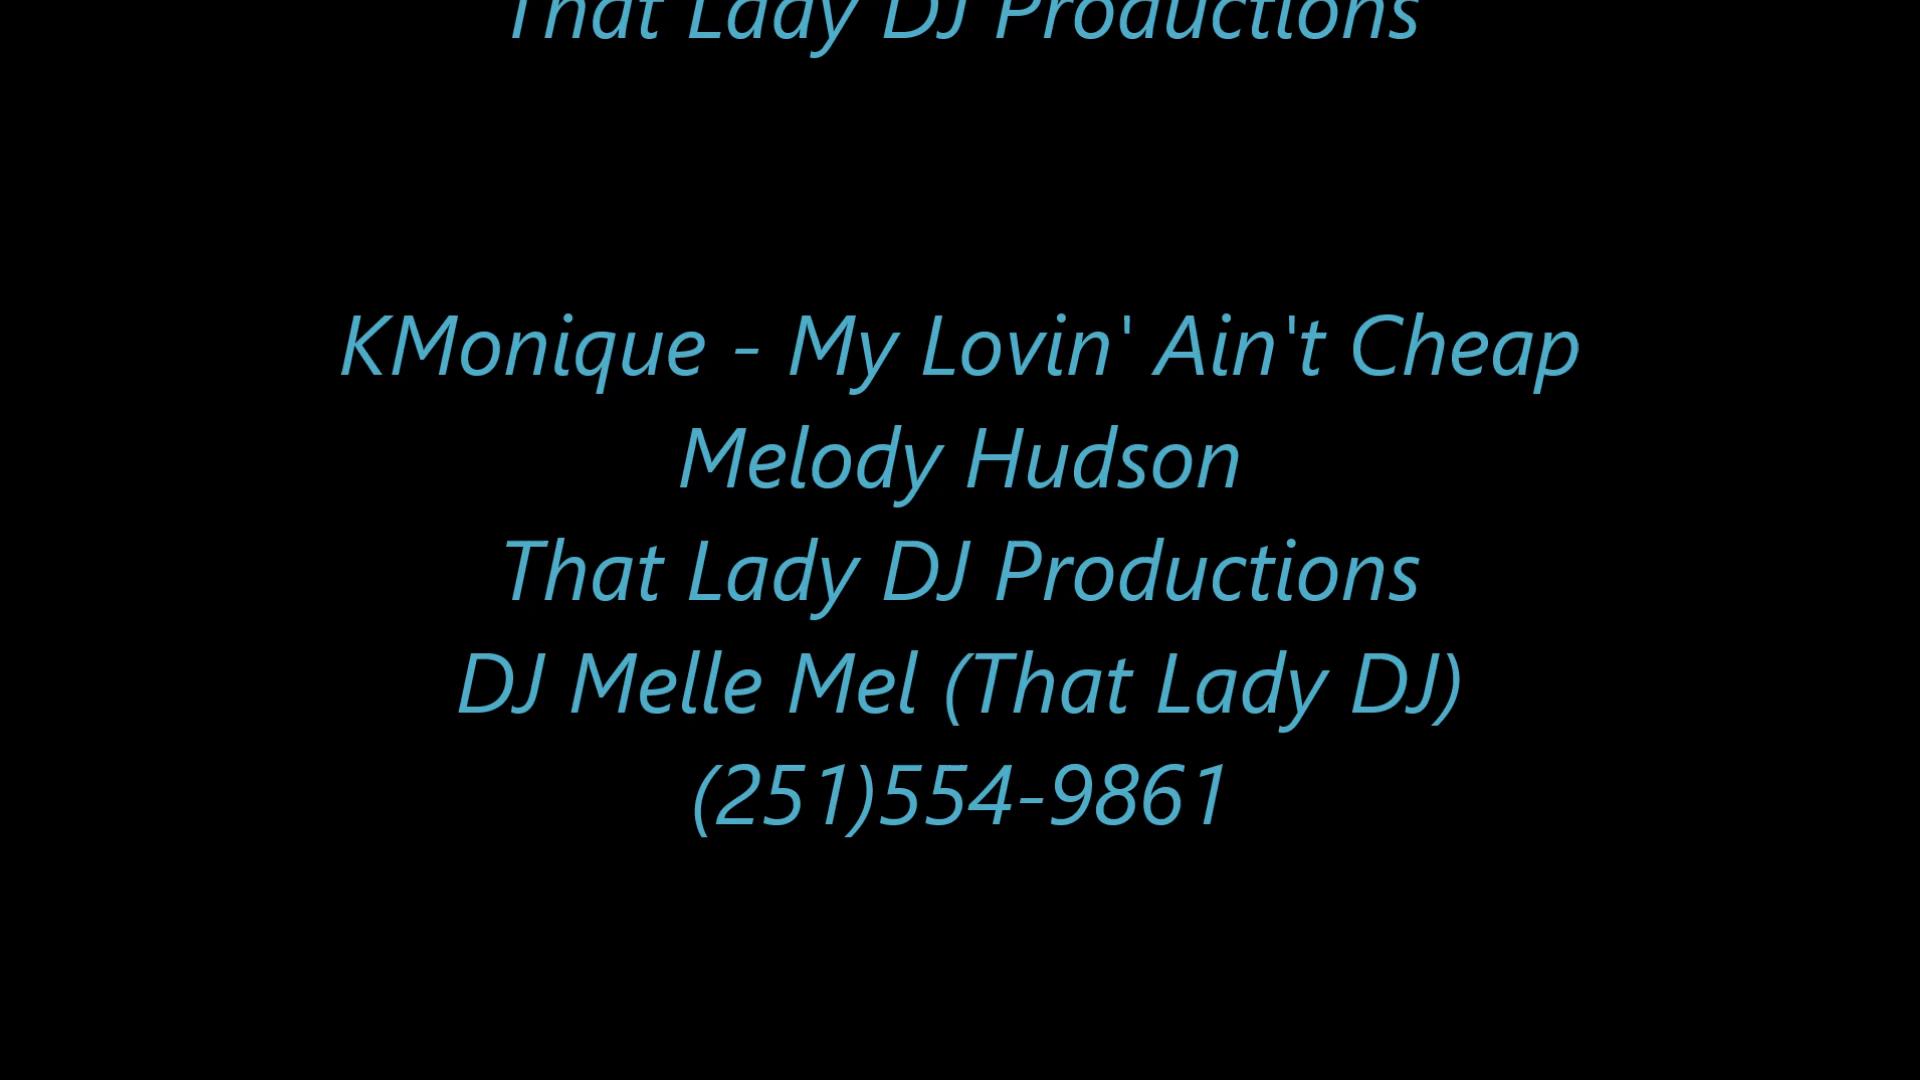 That Lady DJ Productions
KMonique - My Lovin' Ain't Cheap
Melody Hudson
That Lady DJ Productions
DJ Melle Mel (That Lady DJ)
(251)554-9861